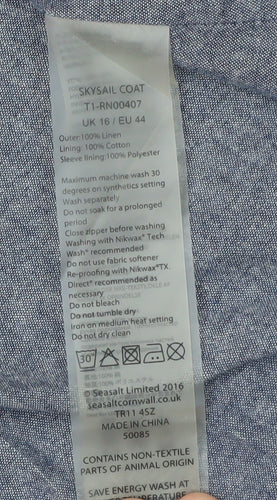 SKYSAIL COAT
T1-RN00407
UK 16 / EU 44
Outer:100% Linen
Lining: 100% Cotton
Sleeve lining:100% Polyester
Maximum machine wash 30
degrees on synthetics setting
Wash separately
Do not soak for a prolonged
period
Close zipper before washing
Washing with Nikwax® Tech
Wash® recommended
Do not use fabric softener
Re-proofing with Nikwax®TX.
Direct® recommended as
necessary
Do not bleach
Do not tumble dry
Iron on medium heat setting
Do not dry clean
30°
© Seasalt Limited 2016
seasaltcornwall.co.uk
TR11 4SZ
MADE IN CHINA
50085
CONTAINS NON-TEXTILE
PARTS OF ANIMAL ORIGIN
SAVE ENERGY WASH AT
TEMPERATURE